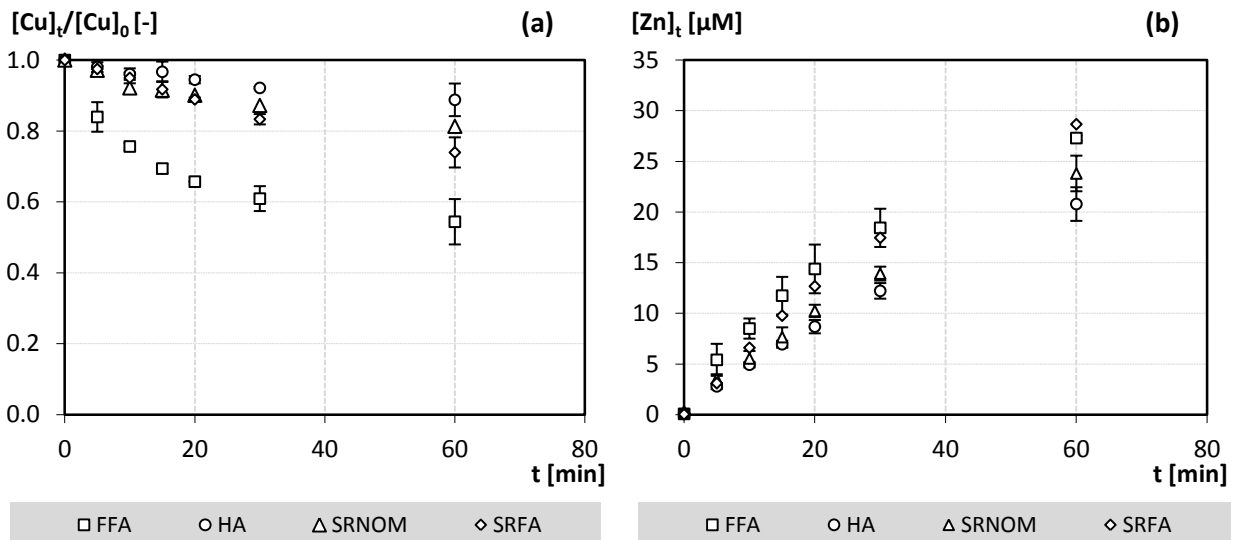 [Cu]t/[Cu]0 [-] (a)
1.0
0.8
0.6
0.4
0.2
0.0
0 20 40 60 80
t [min]
FFA HA SRNOM SRFA
[Zn]t [µM] (b)
35
30
25
20
15
10
5
0
0 20 40 60 80
t [min]
FFA HA SRNOM SRFA